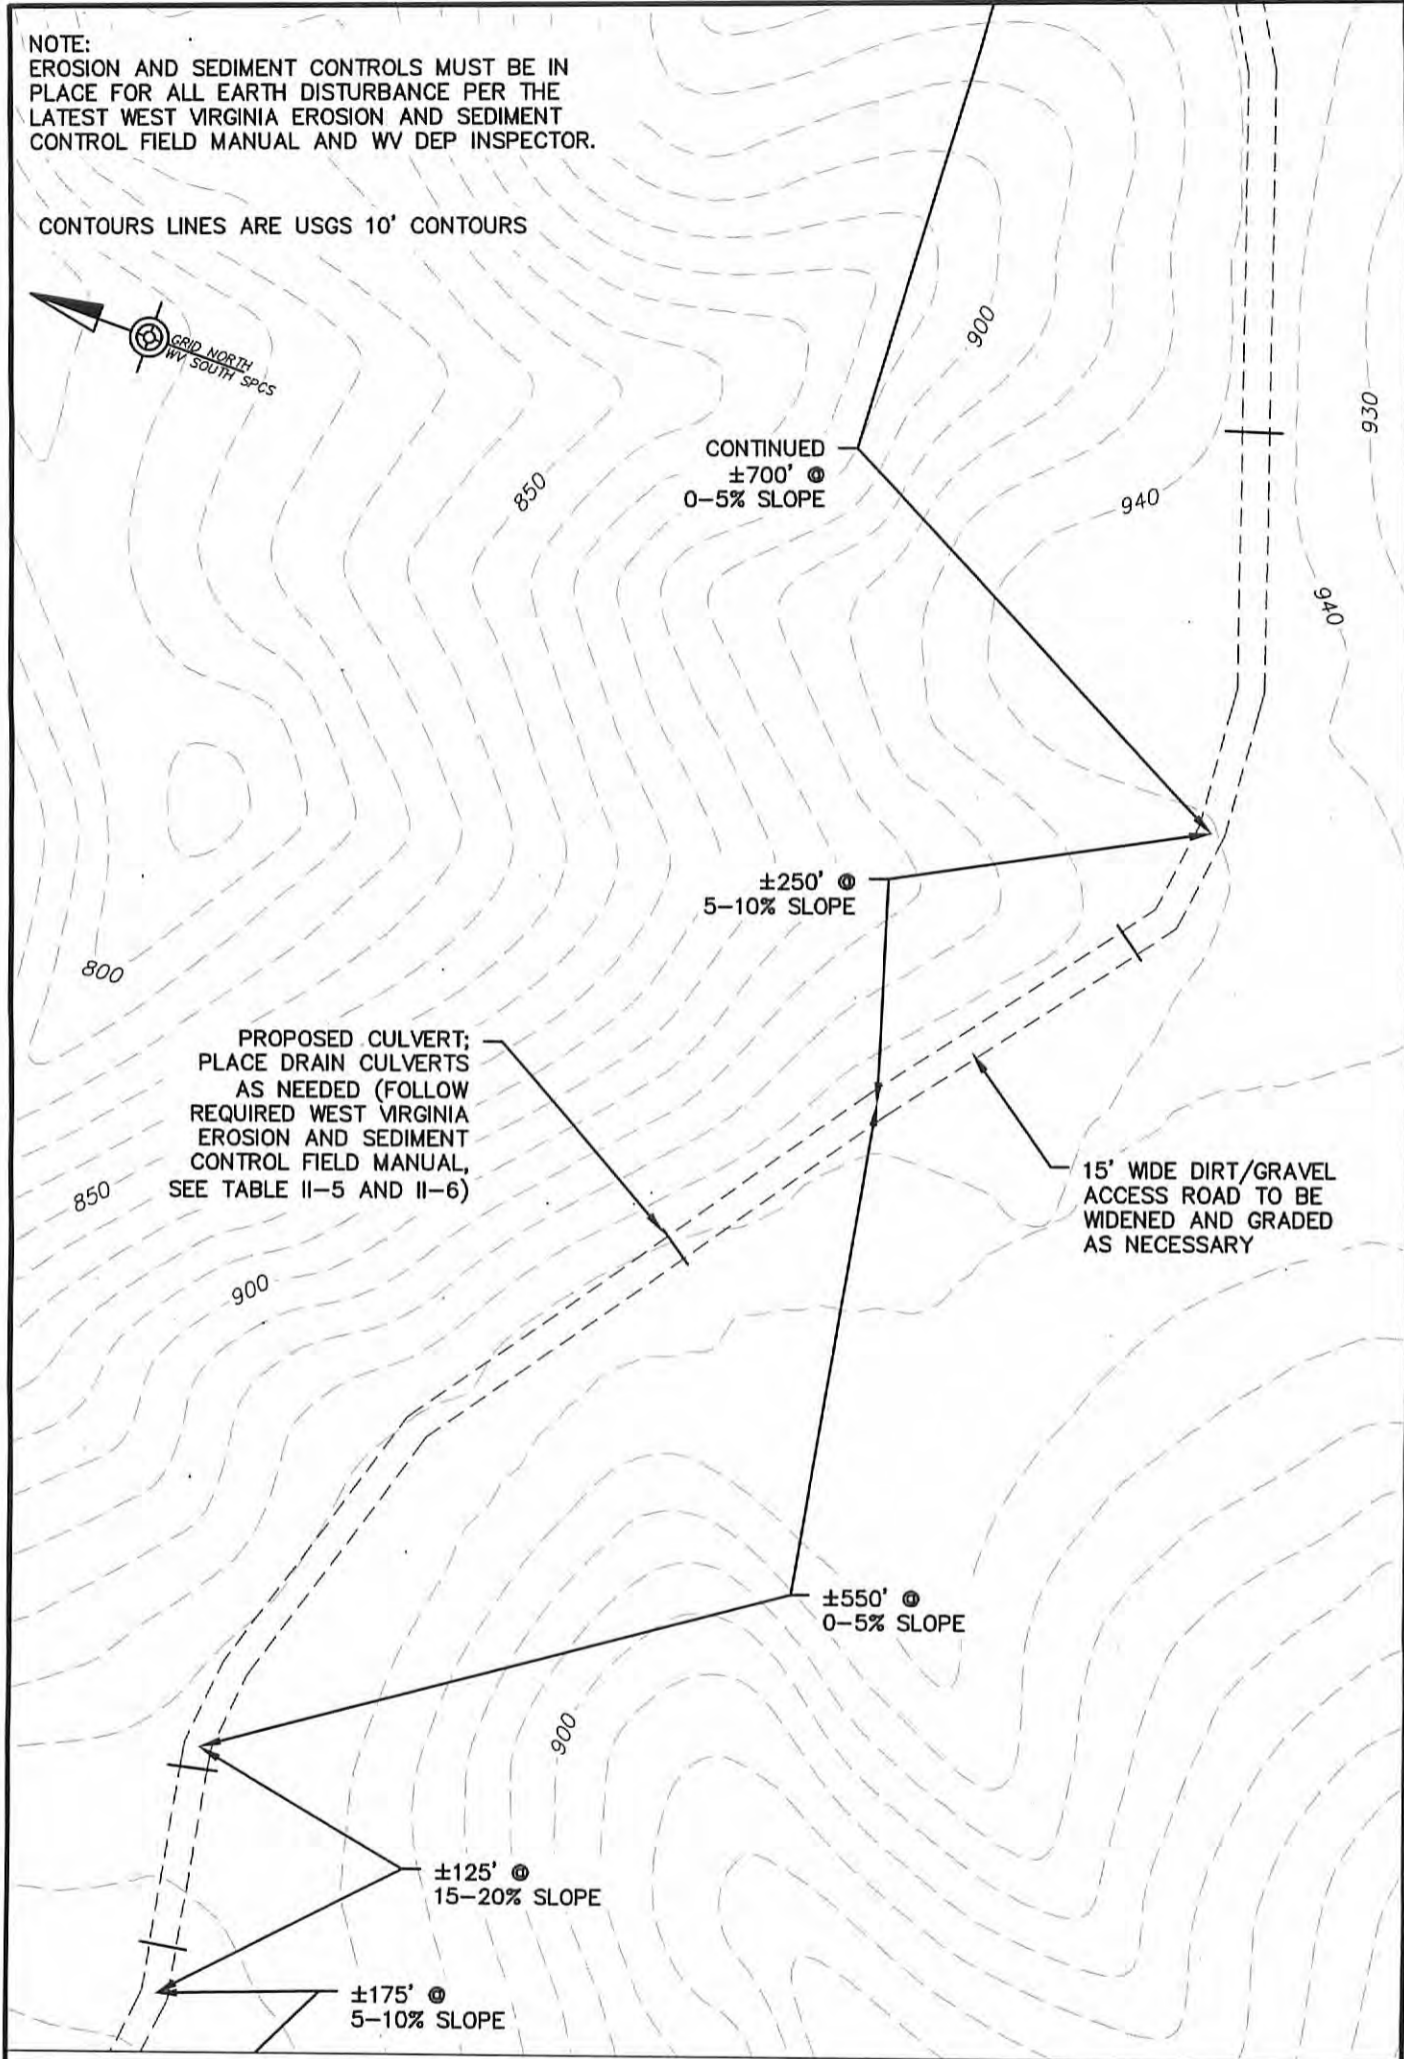 NOTE:
EROSION AND SEDIMENT CONTROLS MUST BE IN
PLACE FOR ALL EARTH DISTURBANCE PER THE
LATEST WEST VIRGINIA EROSION AND SEDIMENT
CONTROL FIELD MANUAL AND WV DEP INSPECTOR.
CONTOURS LINES ARE USGS 10' CONTOURS
GRID NORTH
WV SOUTH SPCS
900
930
CONTINUED
±700' @
0-5% SLOPE
850
940
940
±250' @
5-10% SLOPE
800
PROPOSED CULVERT;
PLACE DRAIN CULVERTS
AS NEEDED (FOLLOW
REQUIRED WEST VIRGINIA
EROSION AND SEDIMENT
CONTROL FIELD MANUAL,
SEE TABLE II-5 AND II-6)
850
15' WIDE DIRT/GRAVEL
ACCESS ROAD TO BE
WIDENED AND GRADED
AS NECESSARY
900
±550' @
0-5% SLOPE
900
±125' @
15-20% SLOPE
±175' @
5-10% SLOPE